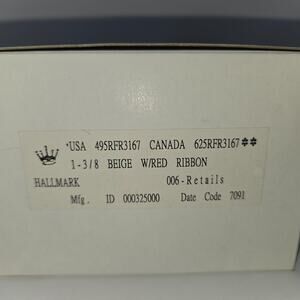 *USA 495RFR3167 CANADA 625RFR3167**
1-3/8 BEIGE W/RED RIBBON
HALLMARK 006-Retails
Mfg. ID 000325000 Date Code 7091